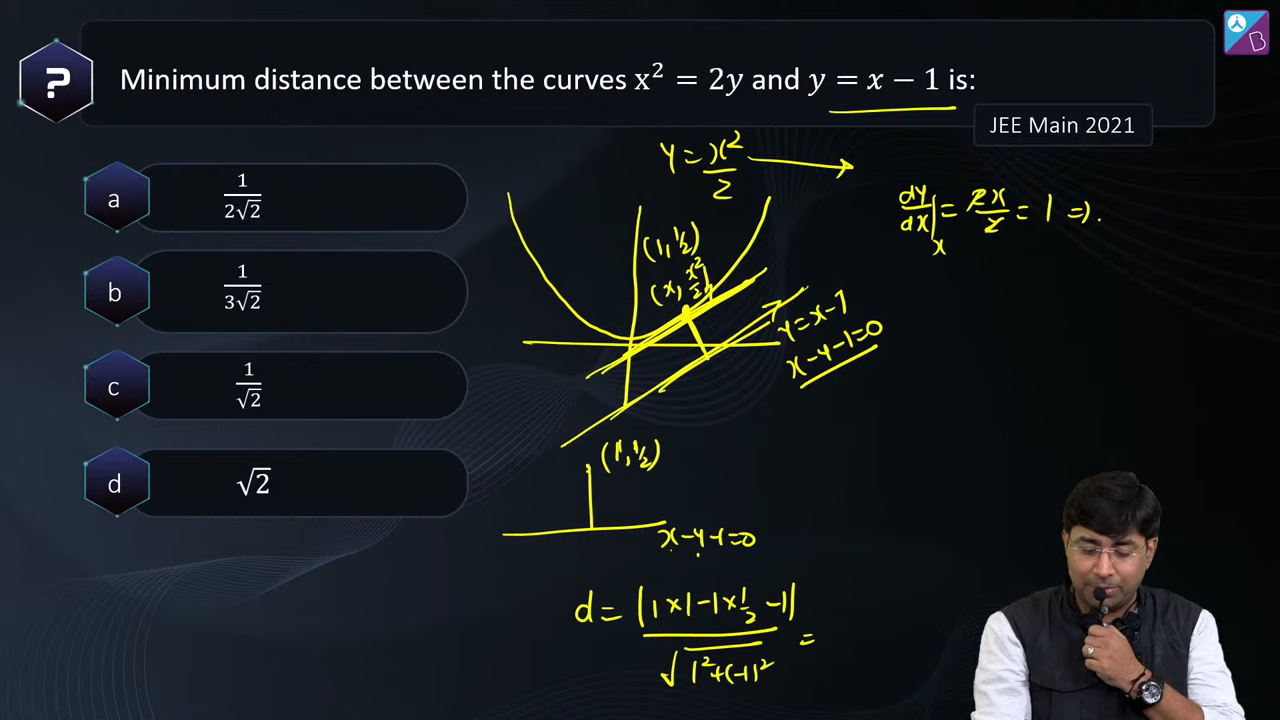 ?
Minimum distance between the curves x² = 2y and y = x − 1 is:
JEE Main 2021
a
1/(2√2)
b
1/(3√2)
c
1/√2
d
√2
y = x²/2
dy/dx|x = 2x/2 = 1 ⇒
(1, 1/2)
(x, x²/2)
y = x−1
x−y−1=0
(1, 1/2)
x−y−1=0
d = |1×1−1×1/2−1| / √1²+(−1)² =
B